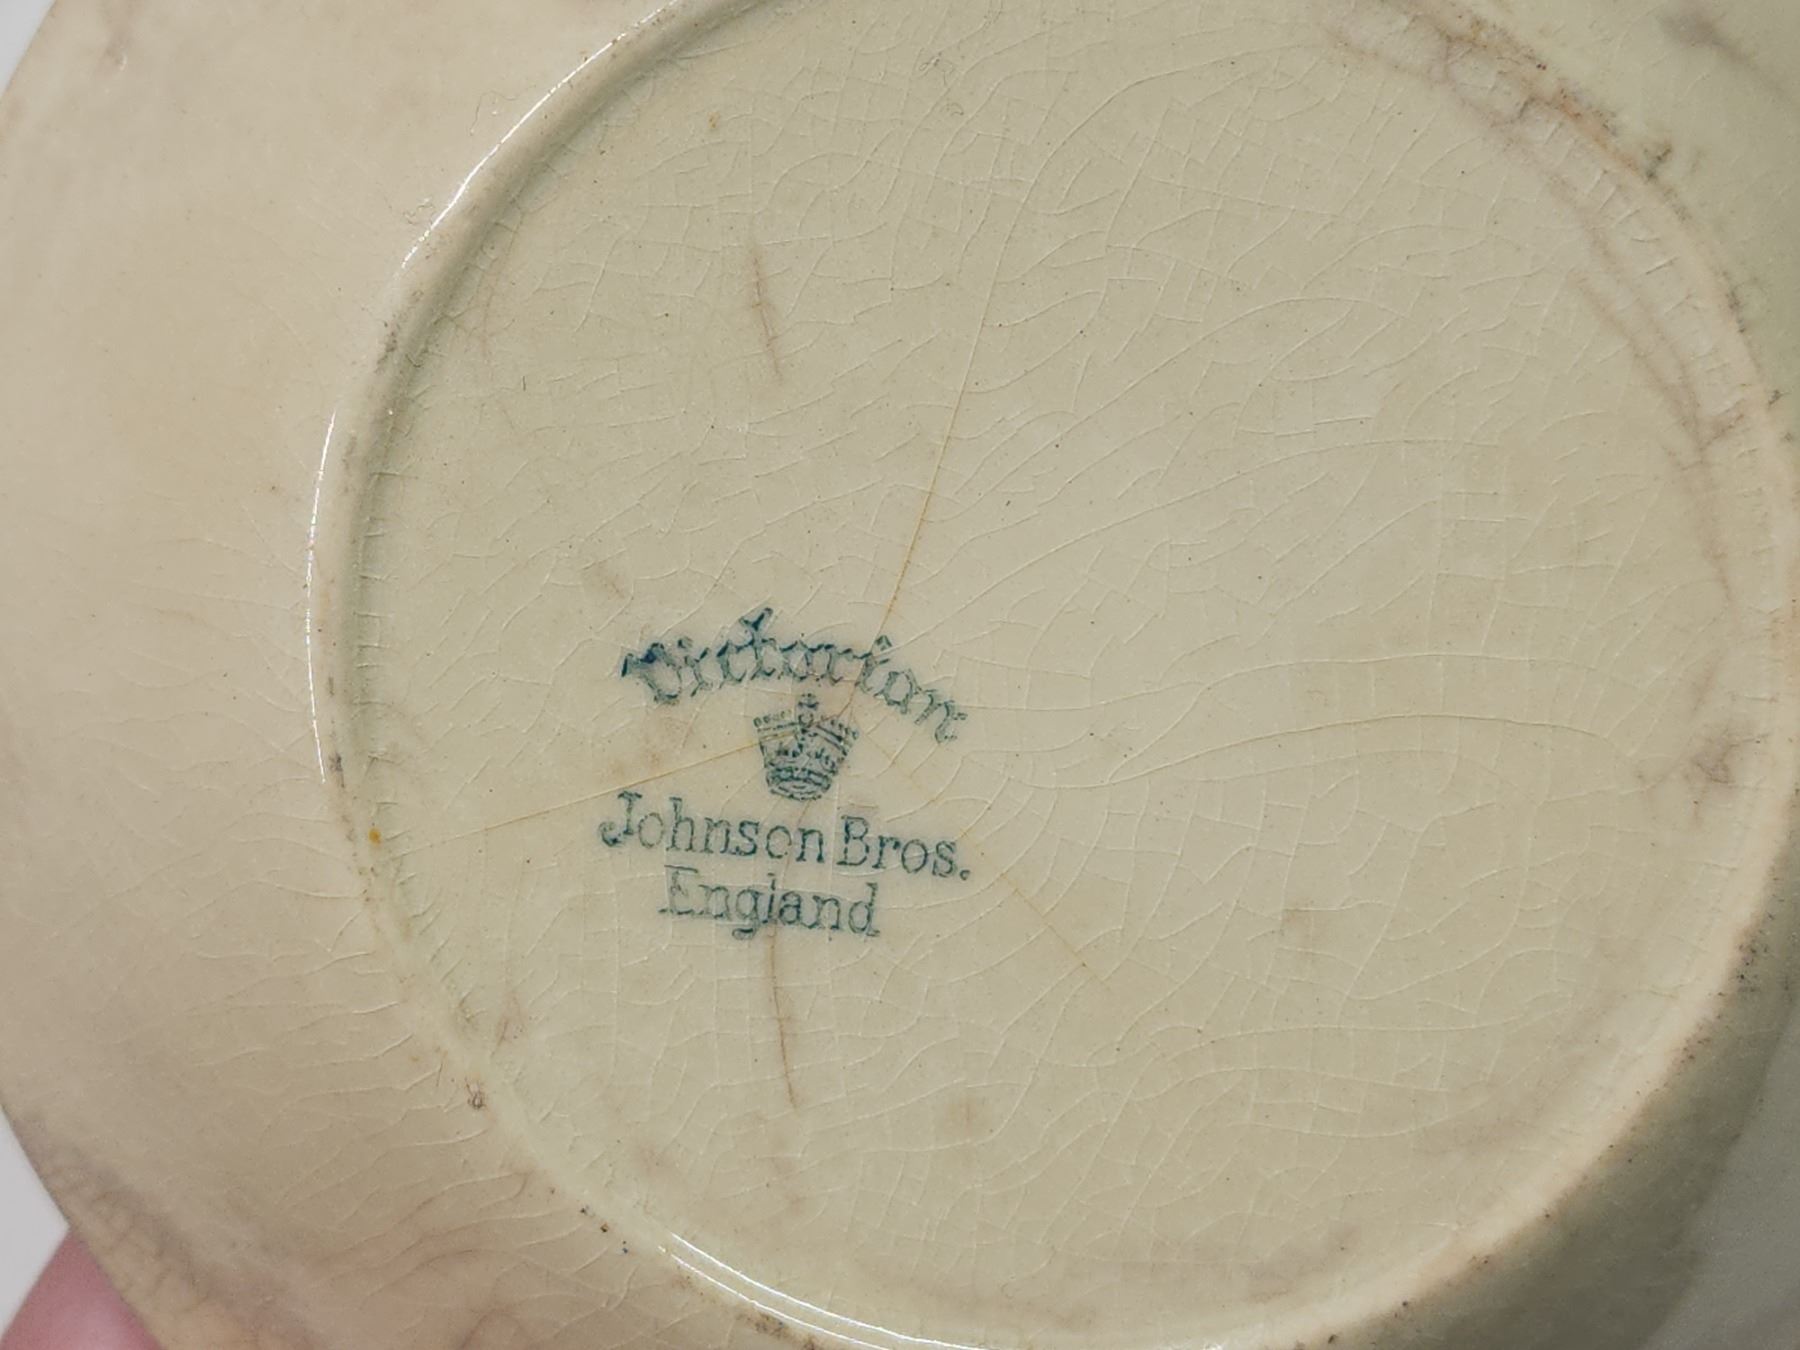 Victorian
Johnson Bros.
England